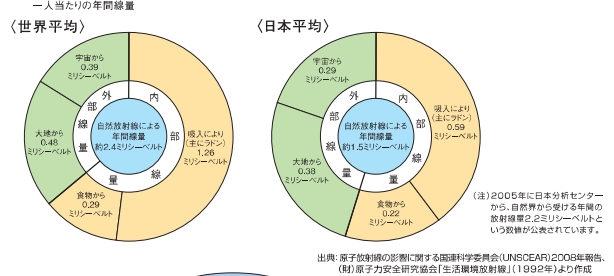 一人当たりの年間線量
〈世界平均〉
宇宙から
0.39
ミリシーベルト
大地から
0.48
ミリシーベルト
食物から
0.29
ミリシーベルト
吸入により
(主にラドン)
1.26
ミリシーベルト
外部線量
内部線量
自然放射線による
年間線量
約2.4ミリシーベルト
〈日本平均〉
宇宙から
0.29
ミリシーベルト
大地から
0.38
ミリシーベルト
食物から
0.22
ミリシーベルト
吸入により
(主にラドン)
0.59
ミリシーベルト
外部線量
内部線量
自然放射線による
年間線量
約1.5ミリシーベルト
(注)2005年に日本分析センター
から、自然界から受ける年間の
放射線量2.2ミリシーベルトと
いう数値が公表されています。
出典:原子放射線の影響に関する国連科学委員会(UNSCEAR)2008年報告、
(財)原子力安全研究協会「生活環境放射線」(1992年)より作成